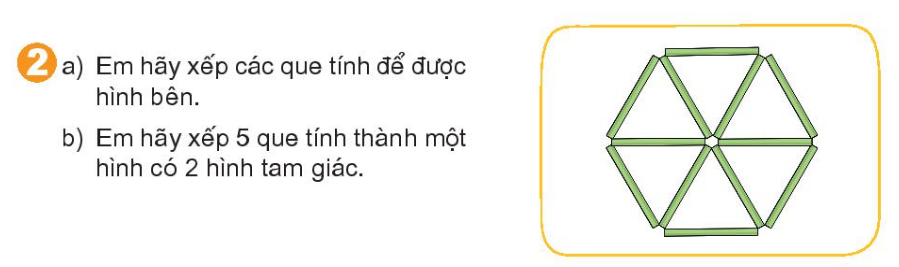 2 a) Em hãy xếp các que tính để được
hình bên.
b) Em hãy xếp 5 que tính thành một
hình có 2 hình tam giác.